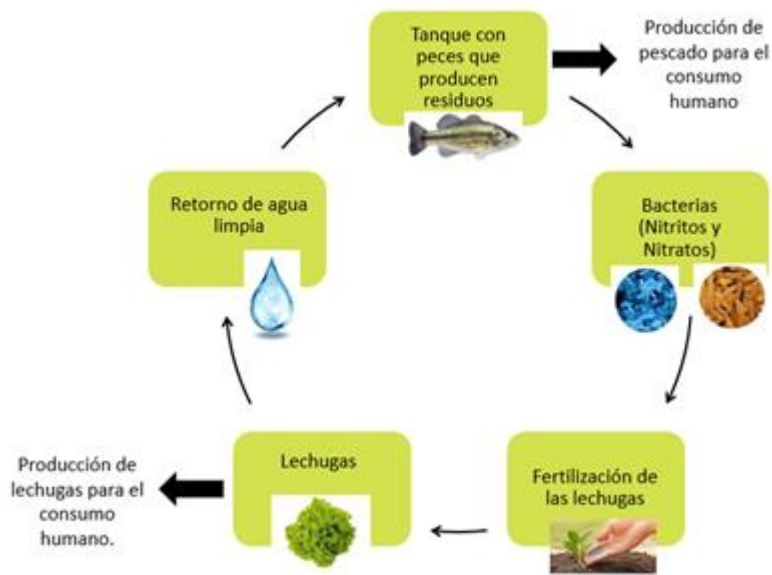 Tanque con
peces que
producen
residuos
Producción de
pescado para el
consumo
humano
Bacterias
(Nitritos y
Nitratos)
Fertilización de
las lechugas
Lechugas
Producción de
lechugas para el
consumo
humano.
Retorno de agua
limpia